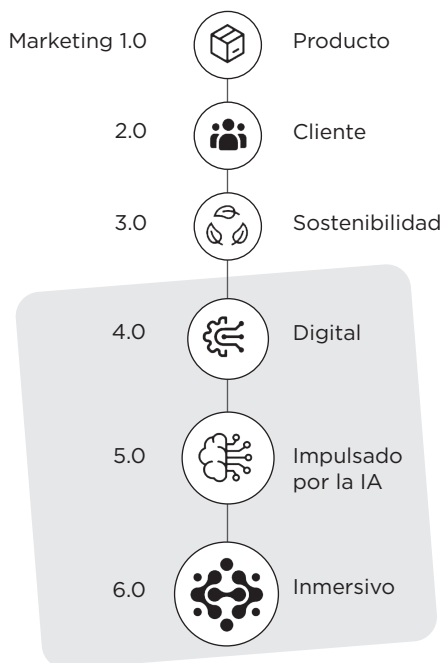 Marketing 1.0 Producto
2.0 Cliente
3.0 Sostenibilidad
4.0 Digital
5.0 Impulsado
por la IA
6.0 Inmersivo